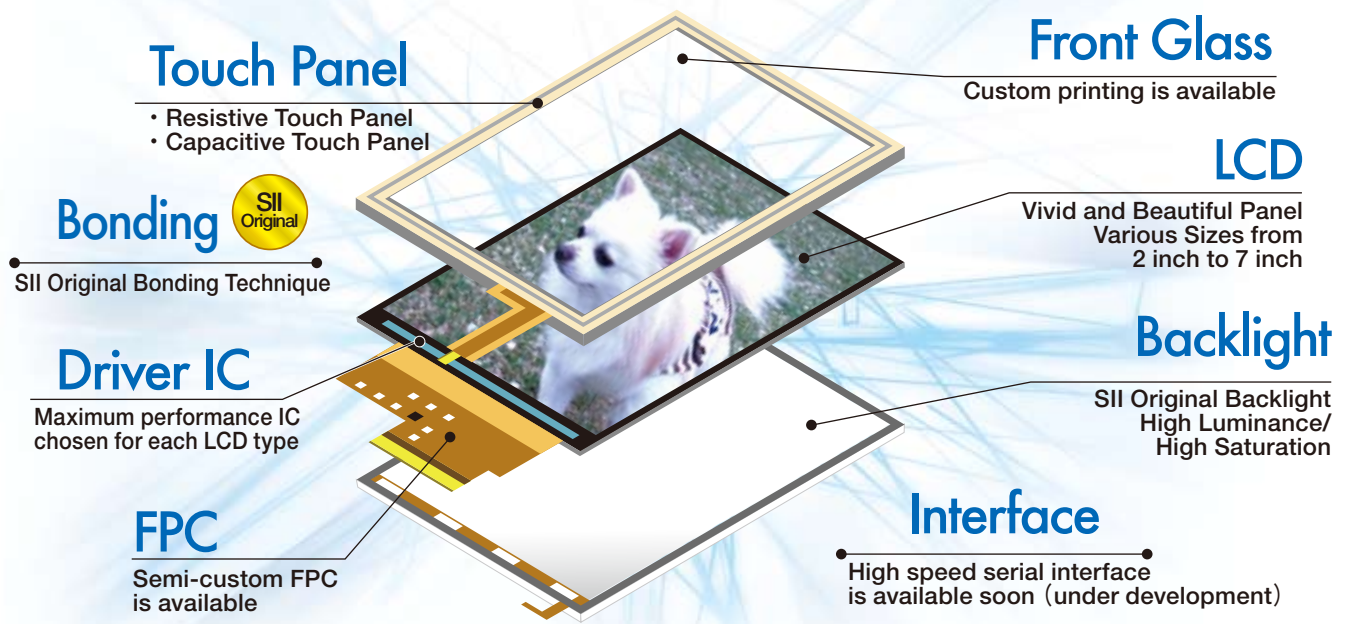 Touch Panel
・Resistive Touch Panel
・Capacitive Touch Panel
Front Glass
Custom printing is available
LCD
Vivid and Beautiful Panel
Various Sizes from
2 inch to 7 inch
Bonding
SII
Original
SII Original Bonding Technique
Backlight
SII Original Backlight
High Luminance/
High Saturation
Driver IC
Maximum performance IC
chosen for each LCD type
FPC
Semi-custom FPC
is available
Interface
High speed serial interface
is available soon（under development）